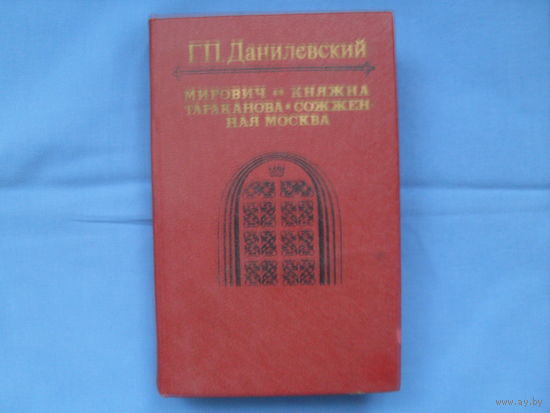 Г.П. Данилевский
МИРОВИЧ КНЯЖНА
ТАРАКАНОВА СОЖЖЕН
НАЯ МОСКВА
www.ay.by